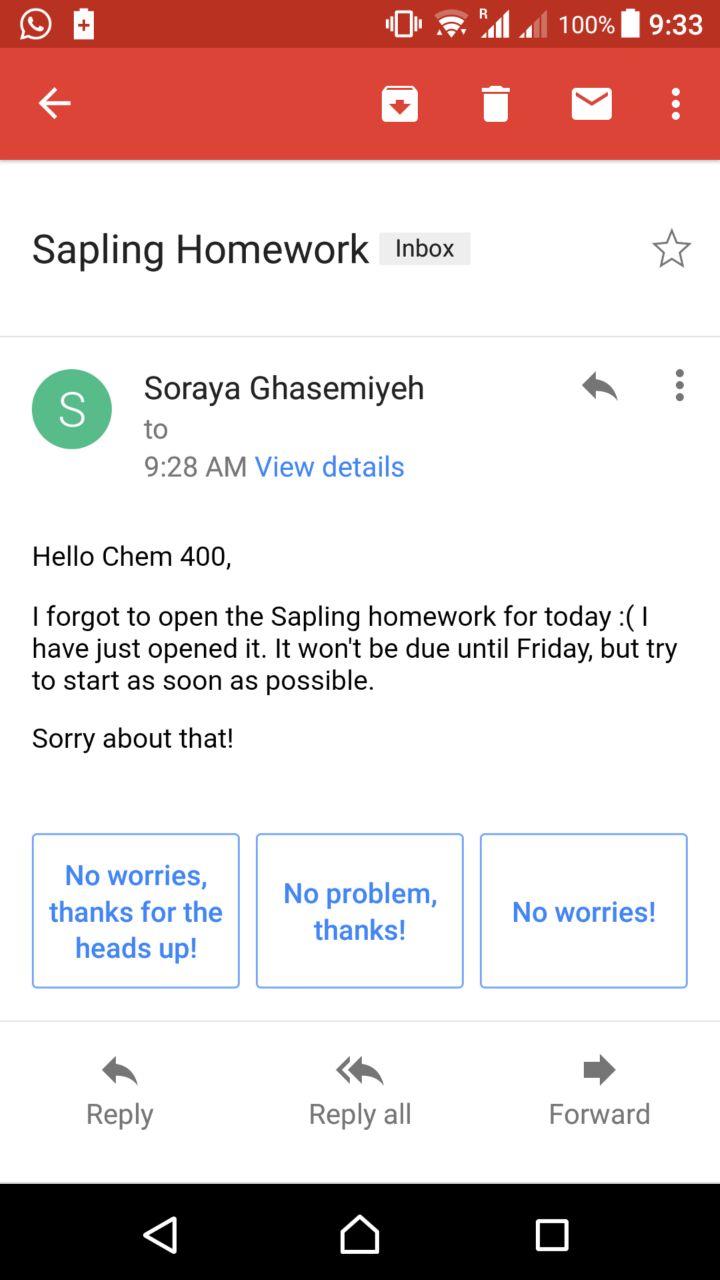 R 100% 9:33
Sapling Homework Inbox
S
Soraya Ghasemiyeh
to
9:28 AM View details
Hello Chem 400,
I forgot to open the Sapling homework for today :( I
have just opened it. It won't be due until Friday, but try
to start as soon as possible.
Sorry about that!
No worries,
thanks for the
heads up!
No problem,
thanks!
No worries!
Reply Reply all Forward